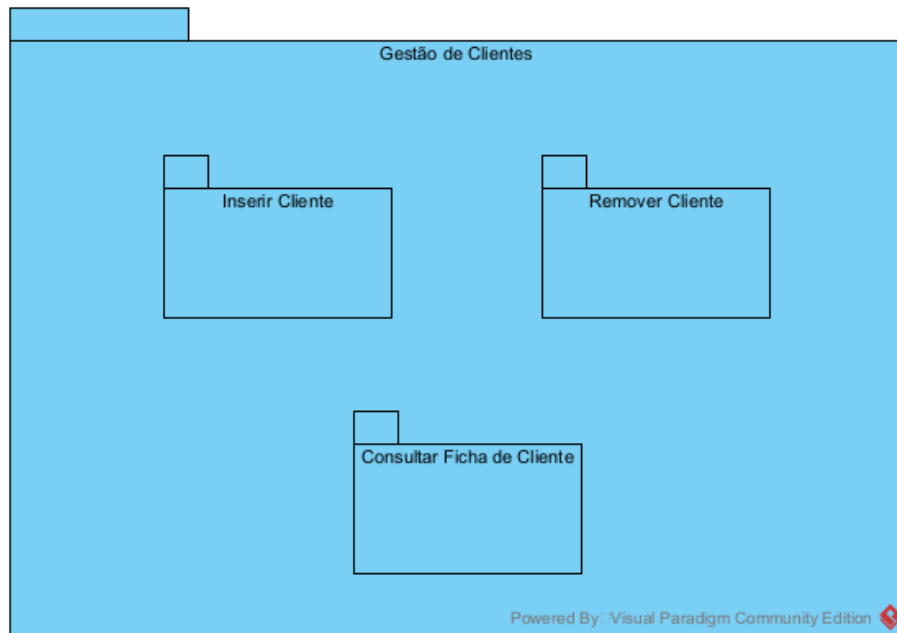 Gestão de Clientes
Inserir Cliente
Remover Cliente
Consultar Ficha de Cliente
Powered By Visual Paradigm Community Edition